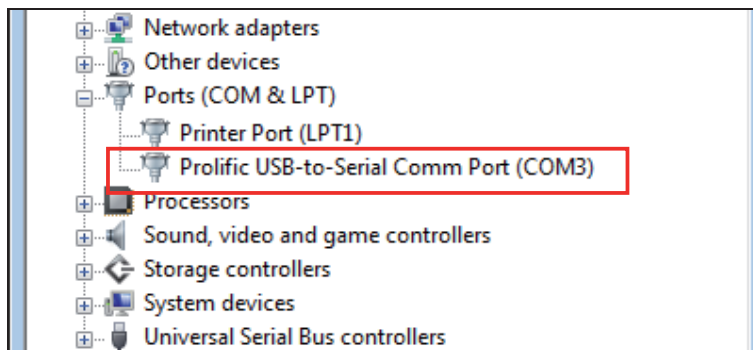 Network adapters
Other devices
Ports (COM & LPT)
Printer Port (LPT1)
Prolific USB-to-Serial Comm Port (COM3)
Processors
Sound, video and game controllers
Storage controllers
System devices
Universal Serial Bus controllers